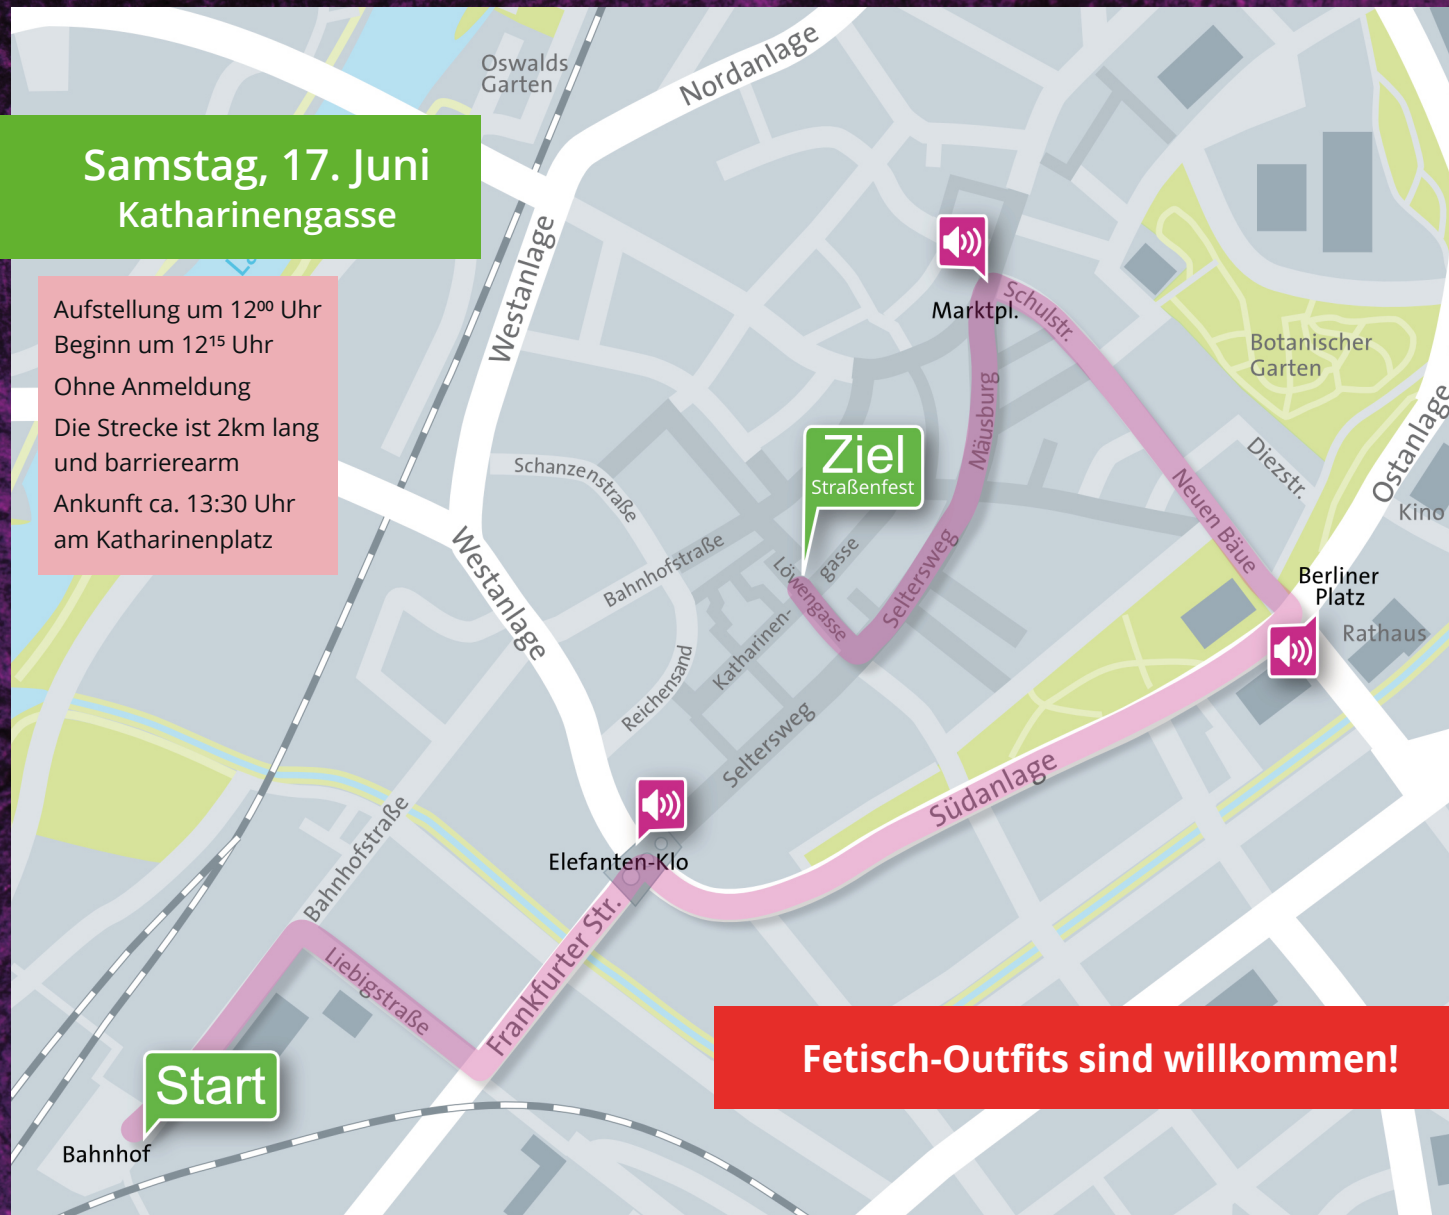 Oswalds
Garten
Nordanlage
Samstag, 17. Juni
Katharinengasse
Westanlage
Aufstellung um 12⁰⁰ Uhr
Beginn um 12¹⁵ Uhr
Ohne Anmeldung
Die Strecke ist 2km lang
und barrierearm
Ankunft ca. 13:30 Uhr
am Katharinenplatz
Marktpl.
Schulstr.
Botanischer
Garten
Mäusburg
Ostanlage
Diezstr.
Kino
Ziel
Straßenfest
Schanzenstraße
Neuen Bäue
Westanlage
Bahnhofstraße
Löwengasse
Katharinen-
gasse
Seltersweg
Berliner
Platz
Rathaus
Reichensand
Seltersweg
Südanlage
Elefanten-Klo
Bahnhofstraße
Liebigstraße
Frankfurter Str.
Start
Bahnhof
Fetisch-Outfits sind willkommen!